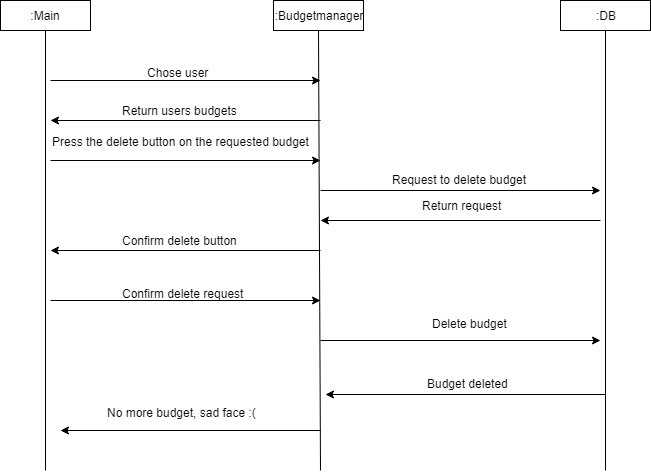 :Main
:Budgetmanager
:DB
Chose user
Return users budgets
Press the delete button on the requested budget
Request to delete budget
Return request
Confirm delete button
Confirm delete request
Delete budget
Budget deleted
No more budget, sad face :(